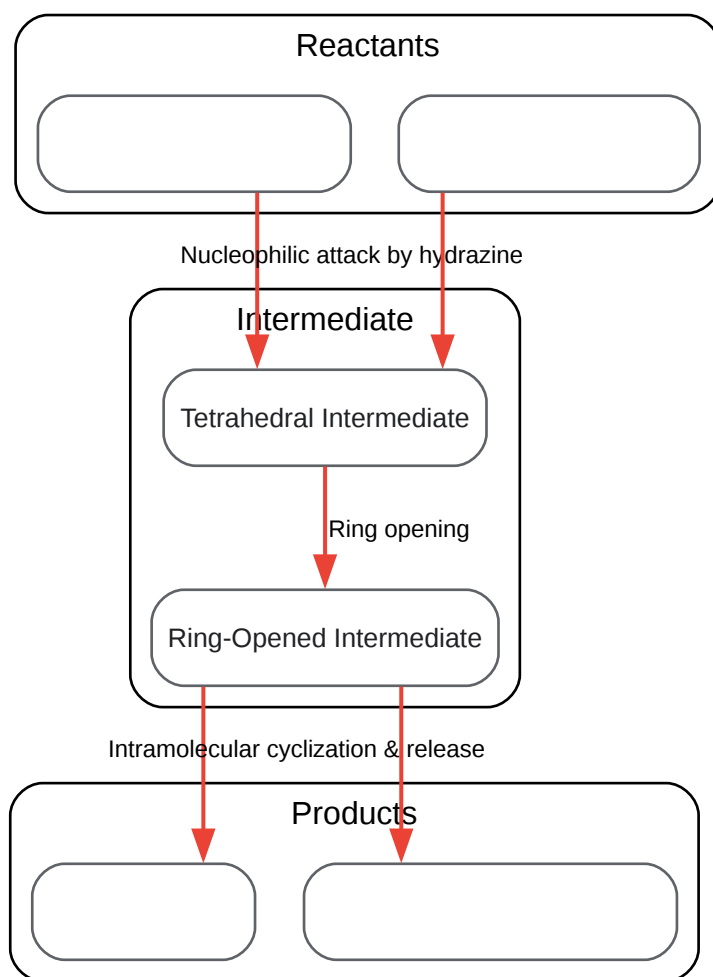 Reactants
Nucleophilic attack by hydrazine
Intermediate
Tetrahedral Intermediate
Ring opening
Ring-Opened Intermediate
Intramolecular cyclization & release
Products